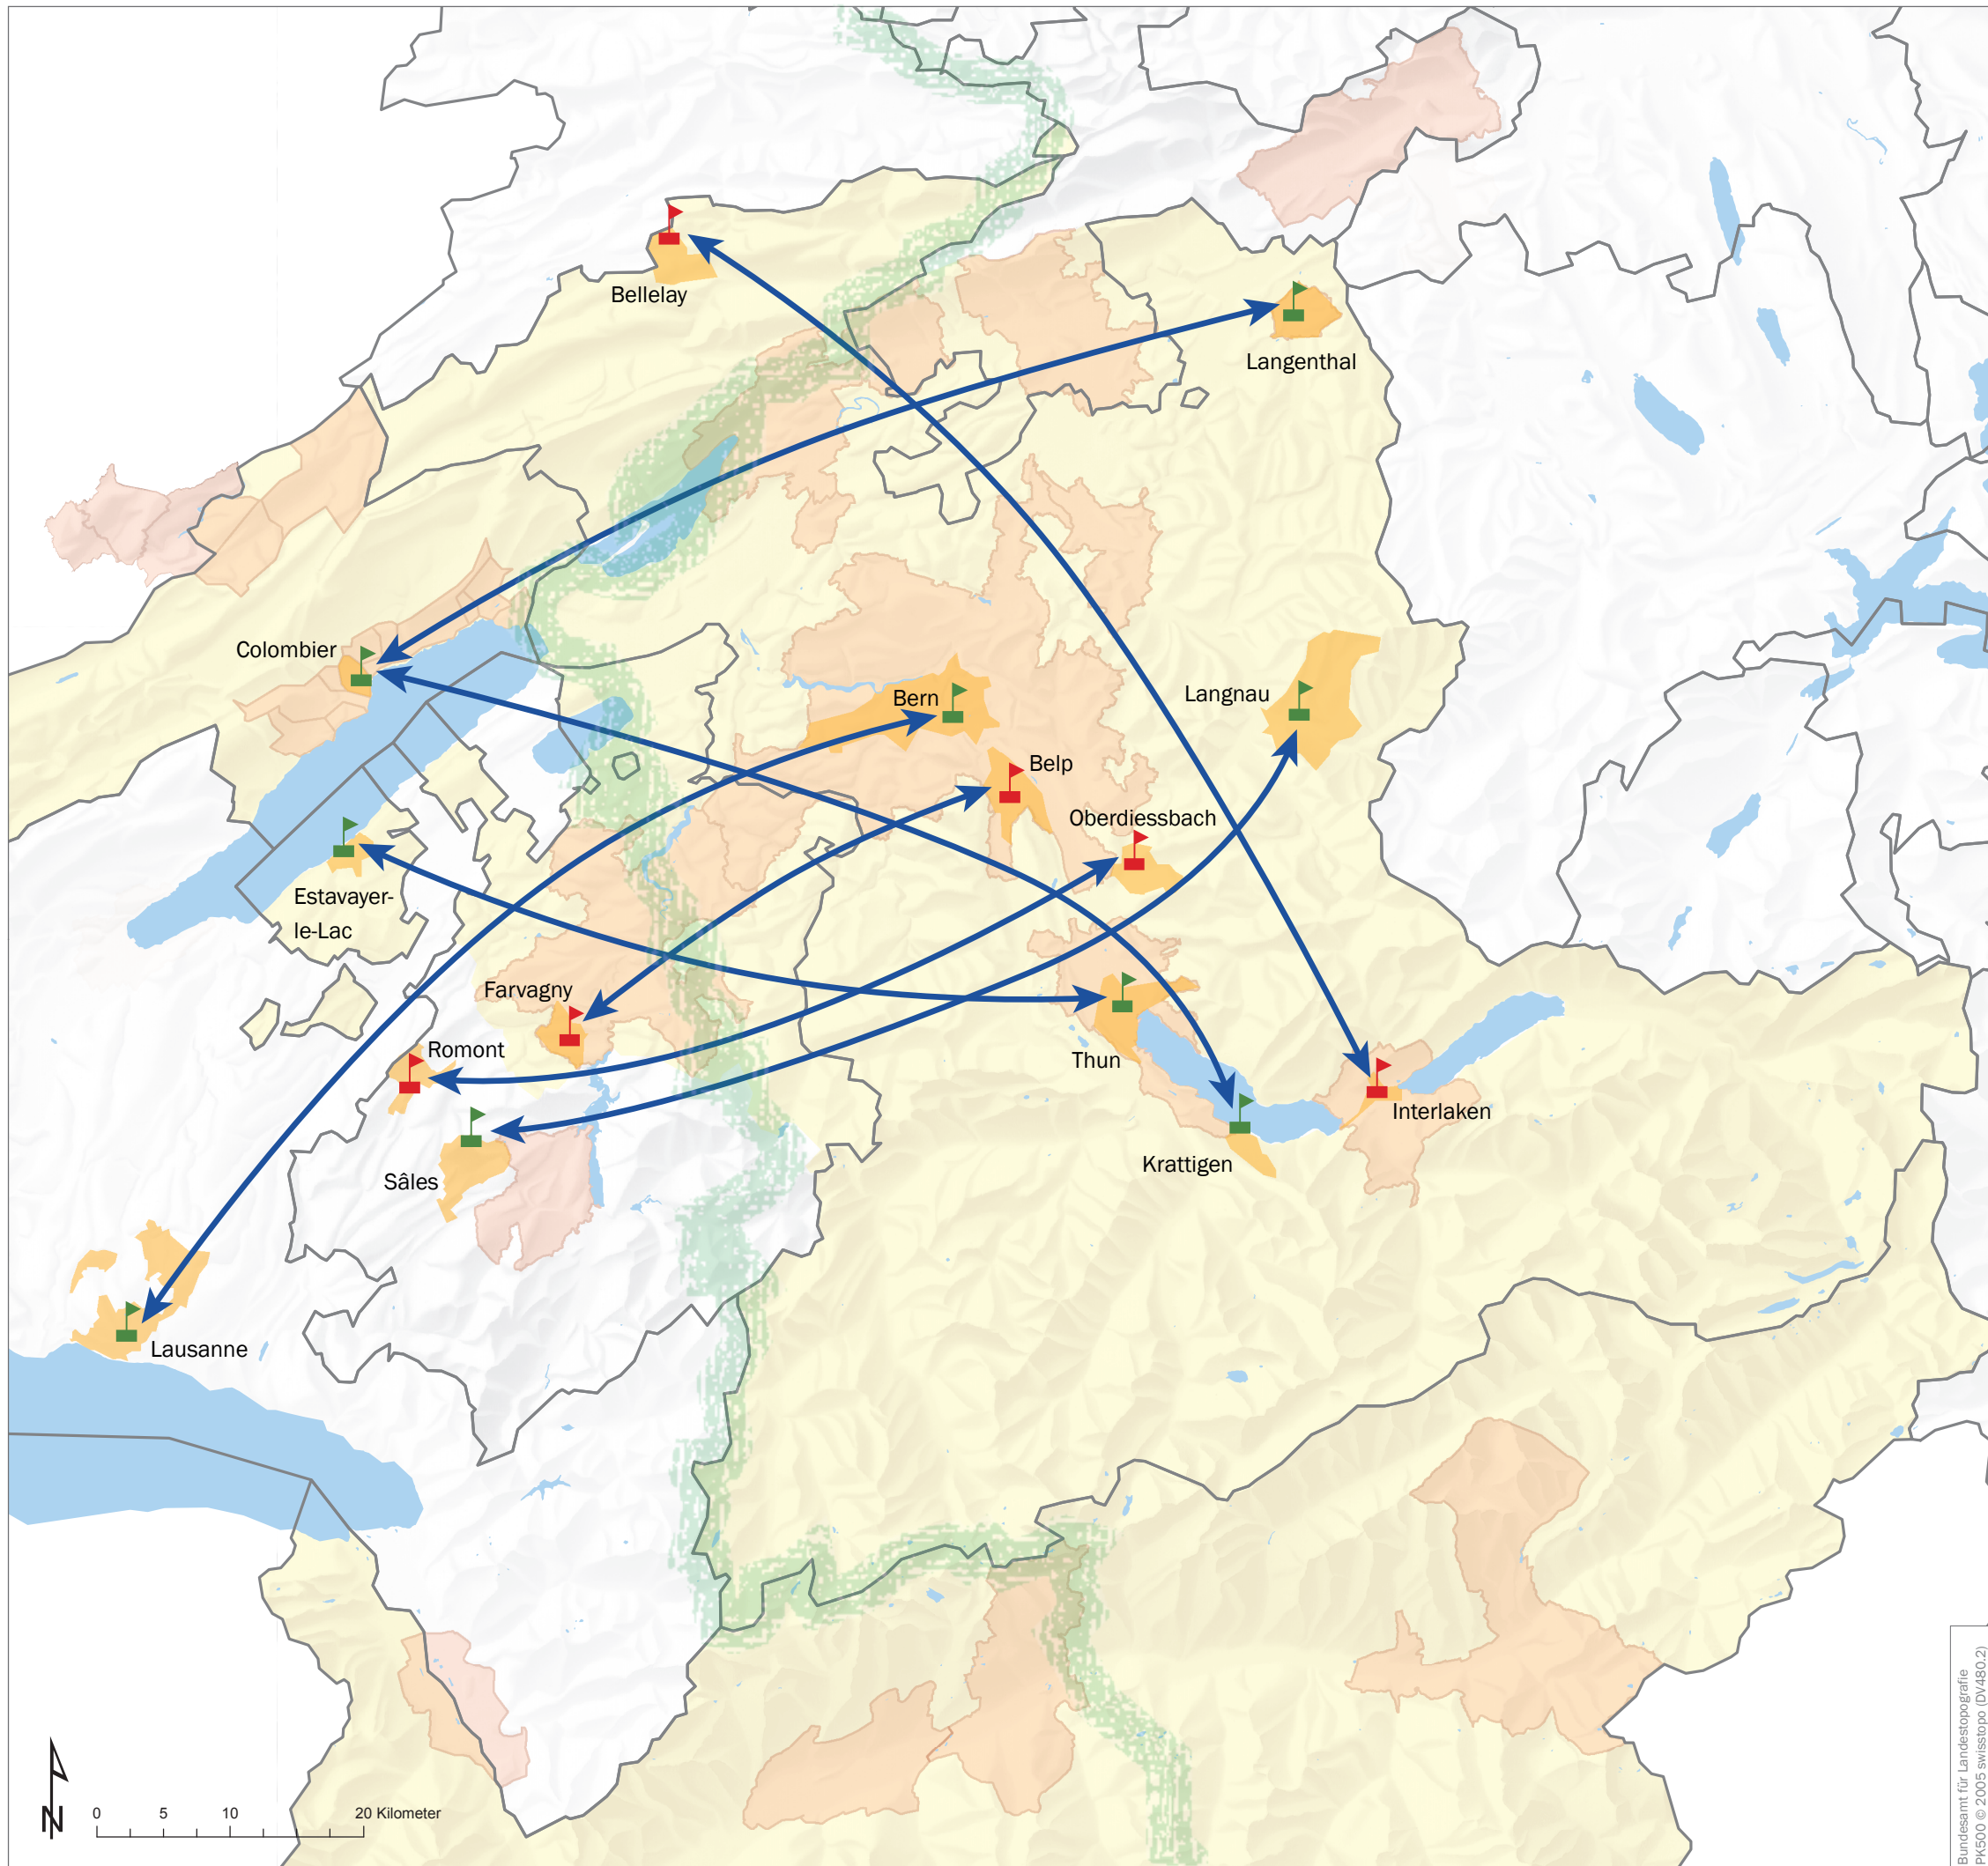 Bellelay
Langenthal
Colombier
Bern
Langnau
Belp
Oberdiessbach
Estavayer-
le-Lac
Farvagny
Romont
Thun
Interlaken
Krattigen
Sâles
Lausanne
N
0 5 10 20 Kilometer
Bundesamt für Landestopografie
PK500 © 2005 swisstopo (DV480.2)